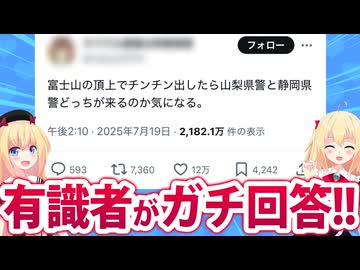 フォロー
富士山の頂上でチンチン出したら山梨県警と静岡県
警どっちが来るのか気になる。
午後2:10・2025年7月19日・2,182.1万 件の表示
593 7,360 12万 4,242
有識者がガチ回答!!